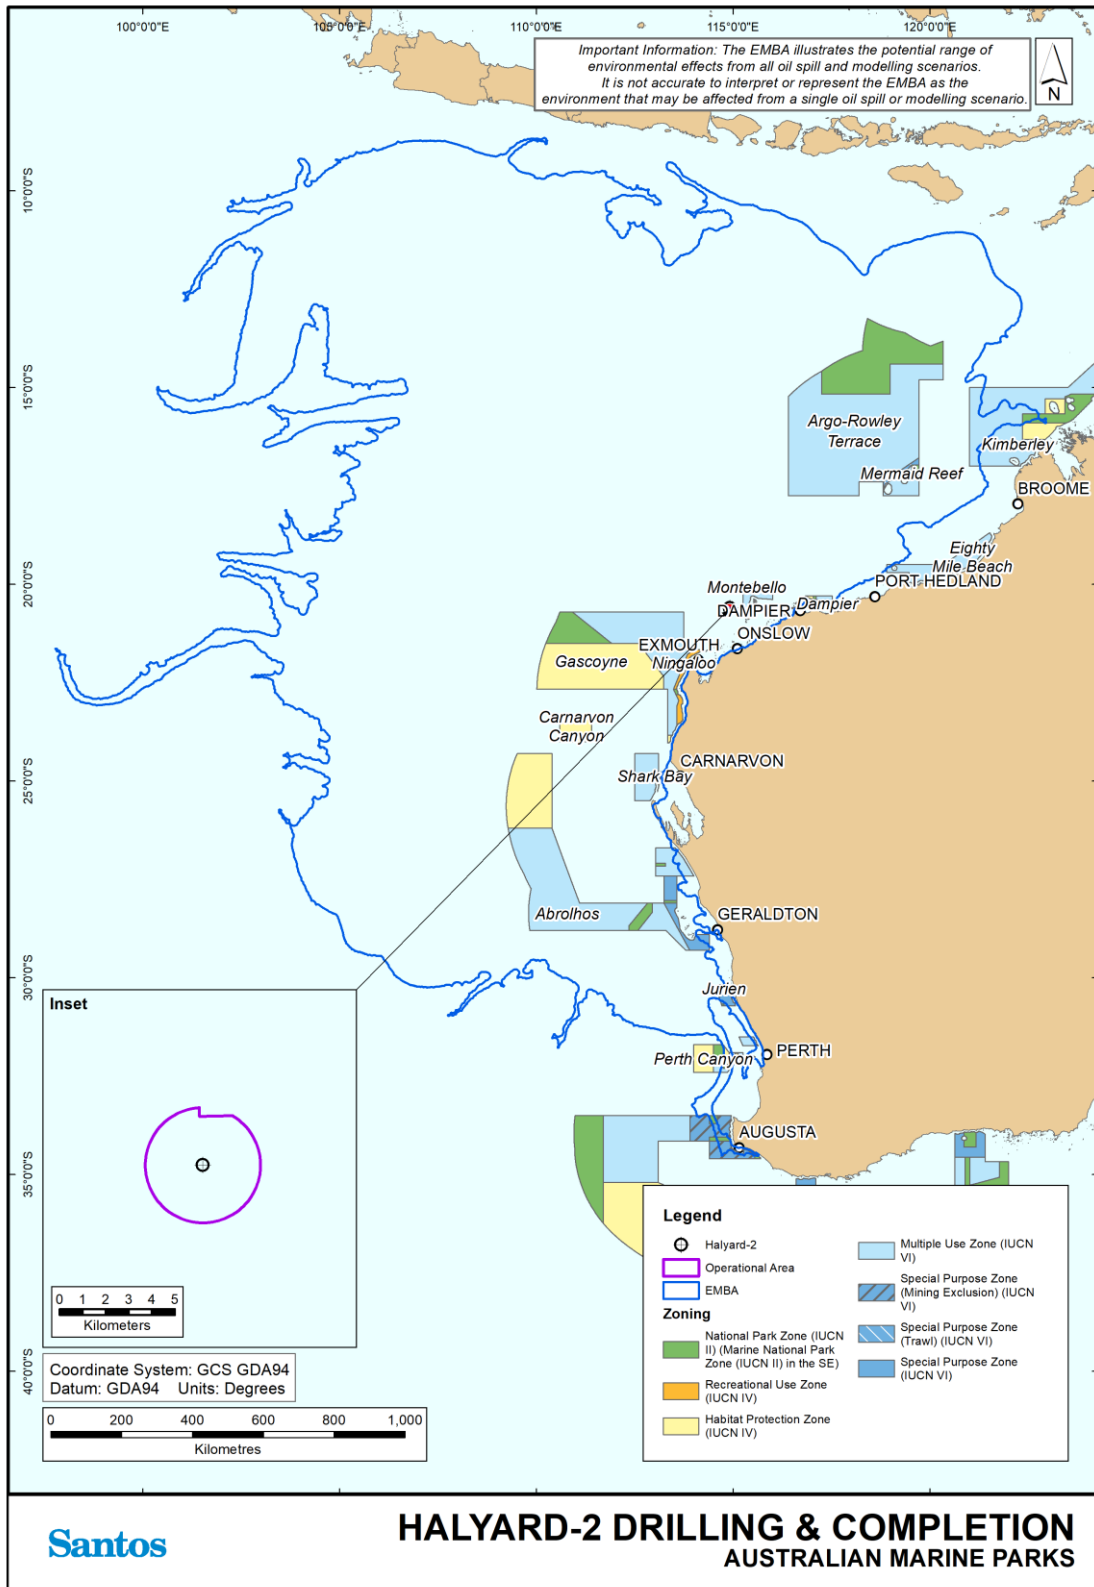 100°0'0"E
105°0'0"E
110°0'0"E
115°0'0"E
120°0'0"E
Important Information: The EMBA illustrates the potential range of
environmental effects from all oil spill and modelling scenarios.
It is not accurate to interpret or represent the EMBA as the
environment that may be affected from a single oil spill or modelling scenario.
N
10°0'0"S
15°0'0"S
20°0'0"S
25°0'0"S
30°0'0"S
35°0'0"S
40°0'0"S
Argo-Rowley
Terrace
Mermaid Reef
Kimberley
BROOME
Eighty
Mile Beach
PORT HEDLAND
Montebello
DAMPIER
Dampier
ONSLOW
EXMOUTH
Ningaloo
Gascoyne
Carnarvon
Canyon
CARNARVON
Shark Bay
Abrolhos
GERALDTON
Jurien
Perth Canyon
PERTH
AUGUSTA
Inset
0 1 2 3 4 5
Kilometers
Coordinate System: GCS GDA94
Datum: GDA94 Units: Degrees
0 200 400 600 800 1,000
Kilometres
Legend
Halyard-2
Operational Area
EMBA
Zoning
National Park Zone (IUCN
II) (Marine National Park
Zone (IUCN II) in the SE)
Recreational Use Zone
(IUCN IV)
Habitat Protection Zone
(IUCN IV)
Multiple Use Zone (IUCN
VI)
Special Purpose Zone
(Mining Exclusion) (IUCN
VI)
Special Purpose Zone
(Trawl) (IUCN VI)
Special Purpose Zone
(IUCN VI)
Santos
HALYARD-2 DRILLING & COMPLETION
AUSTRALIAN MARINE PARKS